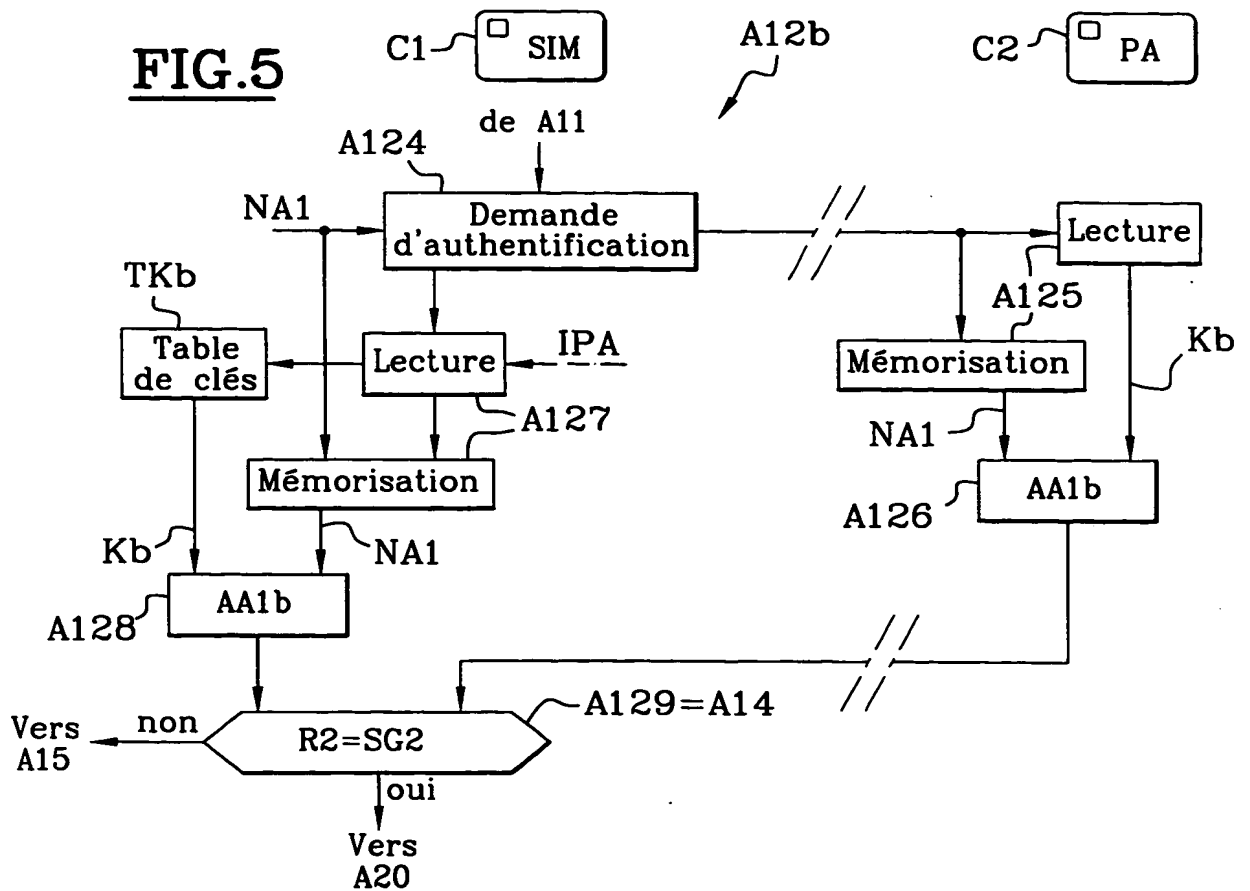 FIG.5
C1
SIM
A12b
C2
PA
de A11
A124
NA1
Demande
d'authentification
Lecture
A125
TKb
Table
de clés
Lecture
IPA
Mémorisation
Kb
A127
NA1
Mémorisation
AA1b
A126
Kb
NA1
AA1b
A128
A129=A14
Vers
A15
non
R2=SG2
oui
Vers
A20